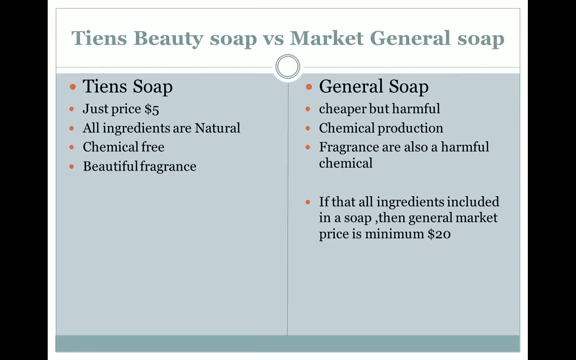 Tiens Beauty soap vs Market General soap
Tiens Soap
Just price $5
All ingredients are Natural
Chemical free
Beautiful fragrance
General Soap
cheaper but harmful
Chemical production
Fragrance are also a harmful
chemical
If that all ingredients included
in a soap ,then general market
price is minimum $20